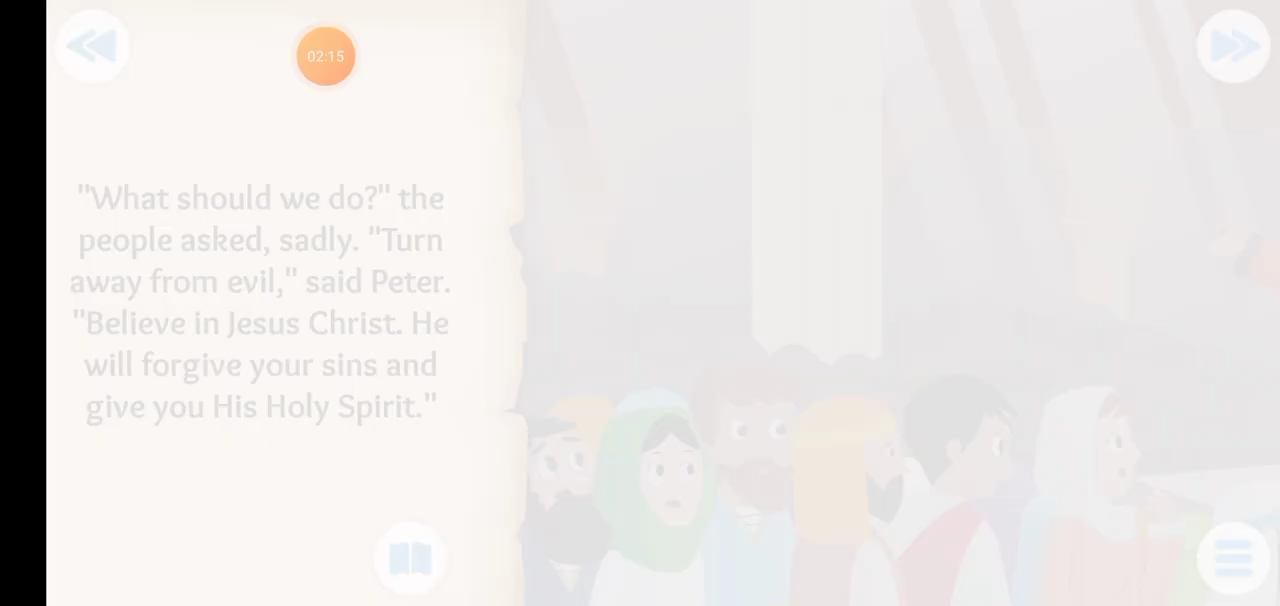 02:15
"What should we do?" the
people asked, sadly. "Turn
away from evil," said Peter.
"Believe in Jesus Christ. He
will forgive your sins and
give you His Holy Spirit."